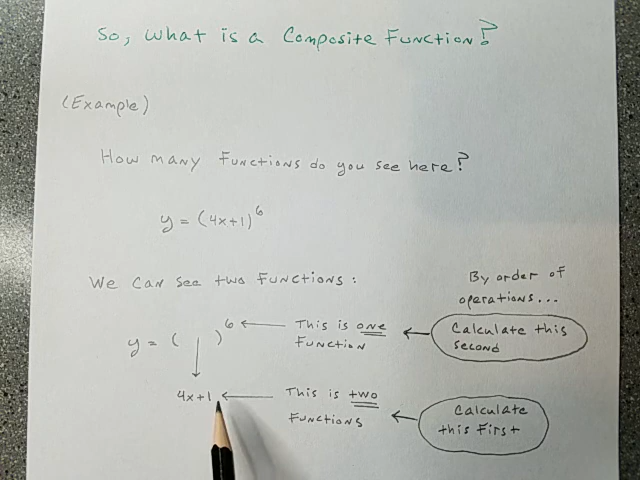 So, What is a Composite Function?
(Example)
How many Functions do you see here?
y = (4x+1)^6
We Can See two Functions:
By order of
operations...
y = (  )^6 ← This is one
Function
← Calculate this
second
↓
4x+1 ← This is two
Functions
← Calculate
this First